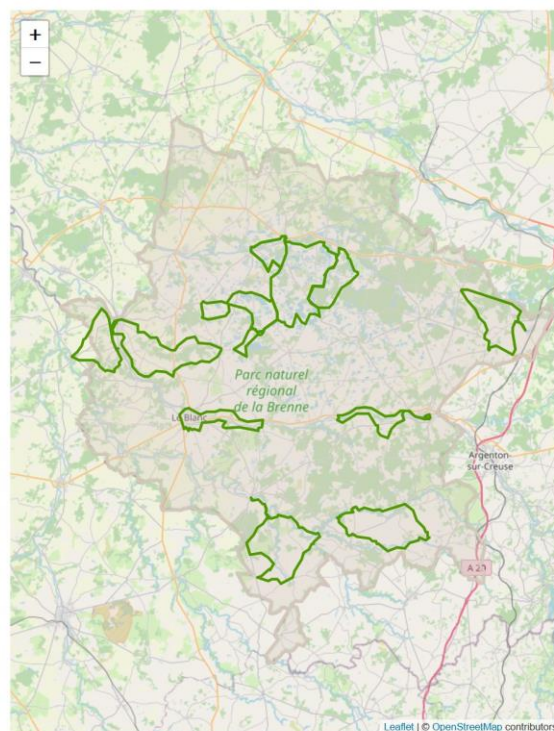 +
−
Parc naturel
régional
de la Brenne
Le Blanc
Argenton
-sur-Creuse
A 20
Leaflet | © OpenStreetMap contributors